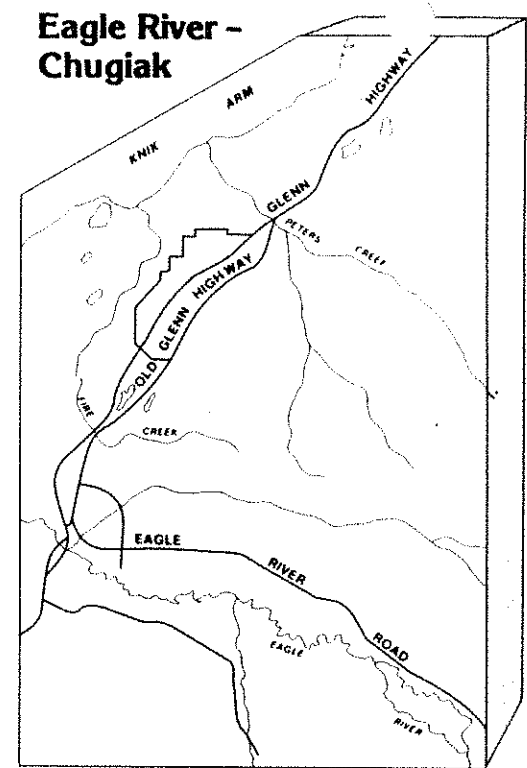 Eagle River –
Chugiak
KNIK ARM
GLENN HIGHWAY
PETERS CREEK
OLD GLENN HIGHWAY
FIRE CREEK
EAGLE RIVER ROAD
EAGLE RIVER